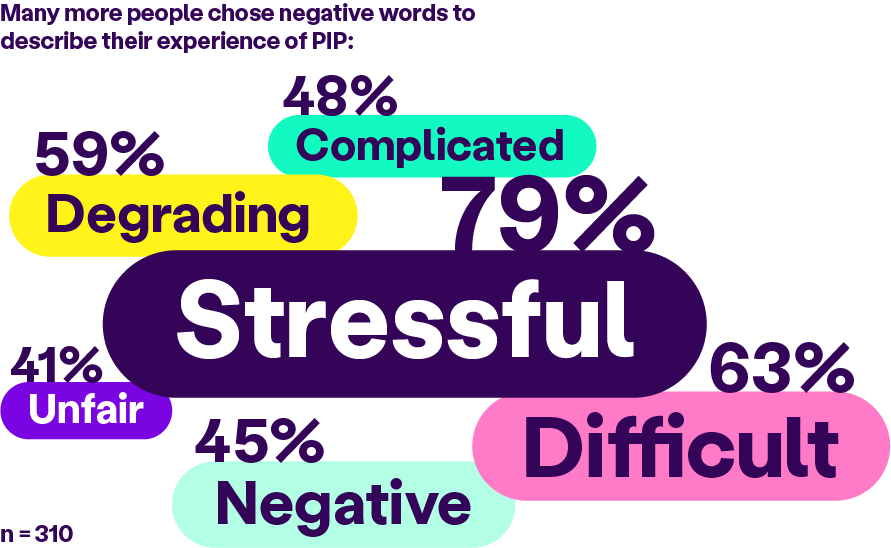 Many more people chose negative words to
describe their experience of PIP:
48%
Complicated
59%
Degrading
79%
Stressful
41%
Unfair
63%
Difficult
45%
Negative
n = 310